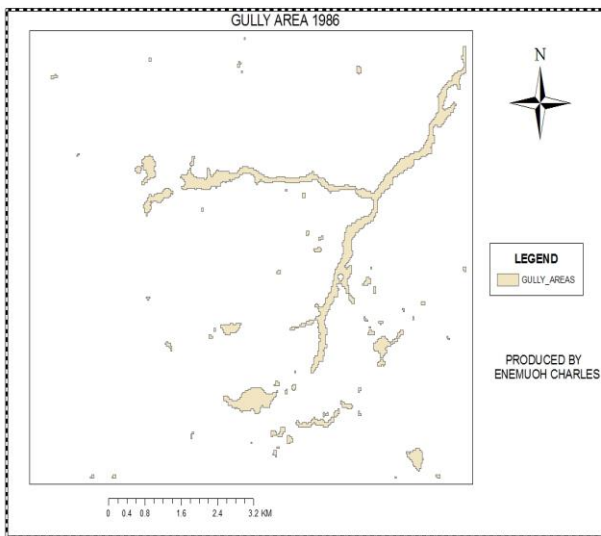 GULLY AREA 1986
N
LEGEND
GULLY_AREAS
PRODUCED BY
ENEMUOH CHARLES
0 0.4 0.8 1.6 2.4 3.2 KM